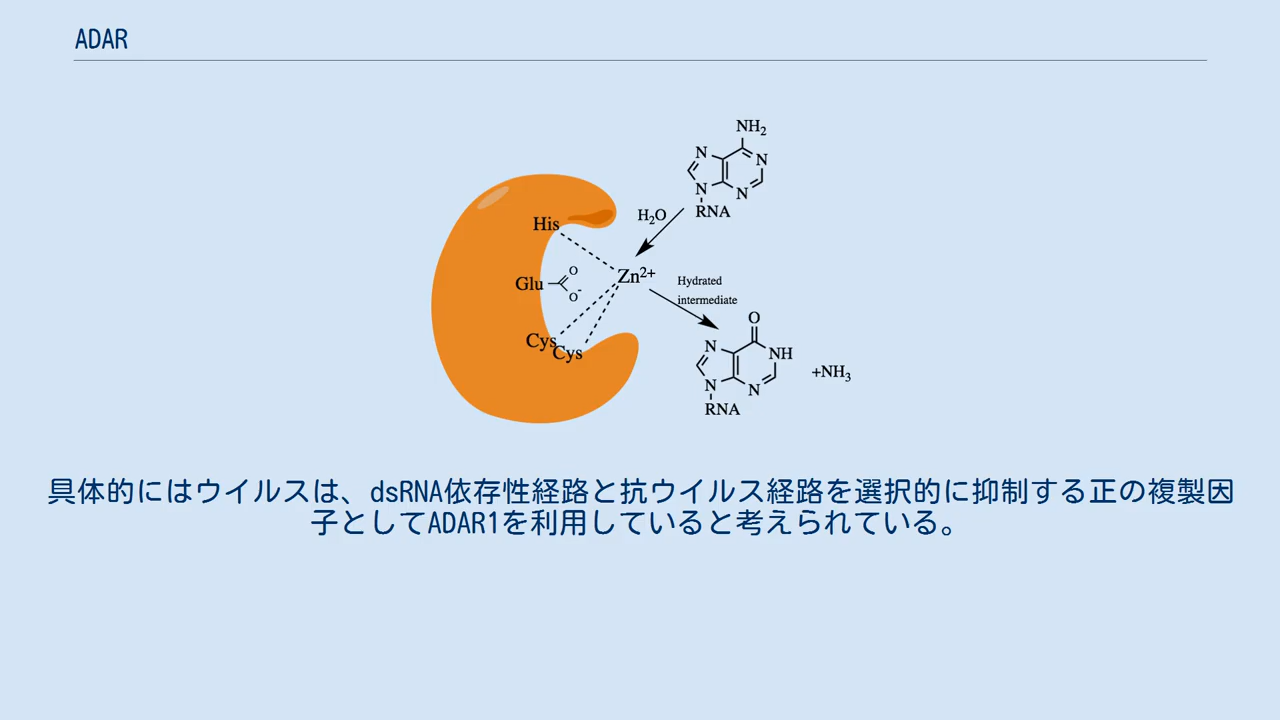 ADAR
NH₂
N
N
N
N
RNA
H₂O
His
Zn²⁺
Glu
O
O⁻
Hydrated
intermediate
Cys
Cys
O
N
NH
N
N
RNA
+NH₃
具体的にはウイルスは、dsRNA依存性経路と抗ウイルス経路を選択的に抑制する正の複製因
子としてADAR1を利用していると考えられている。